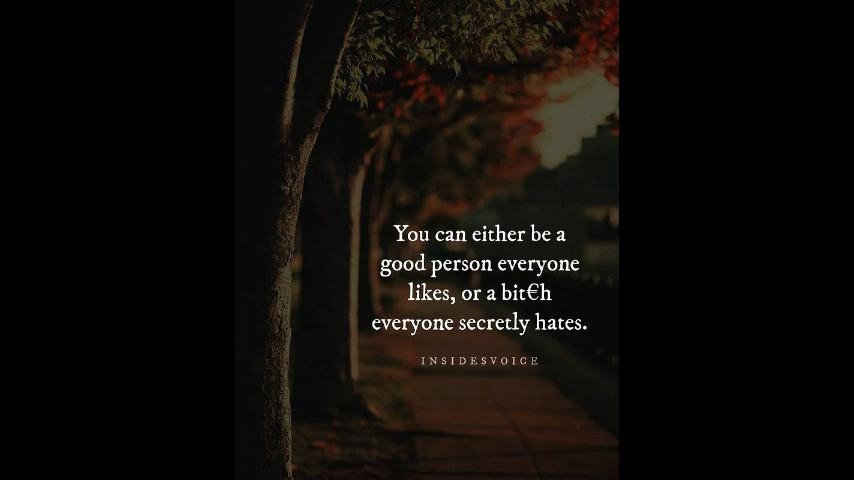 You can either be a
good person everyone
likes, or a bit€h
everyone secretly hates.
INSIDESVOICE